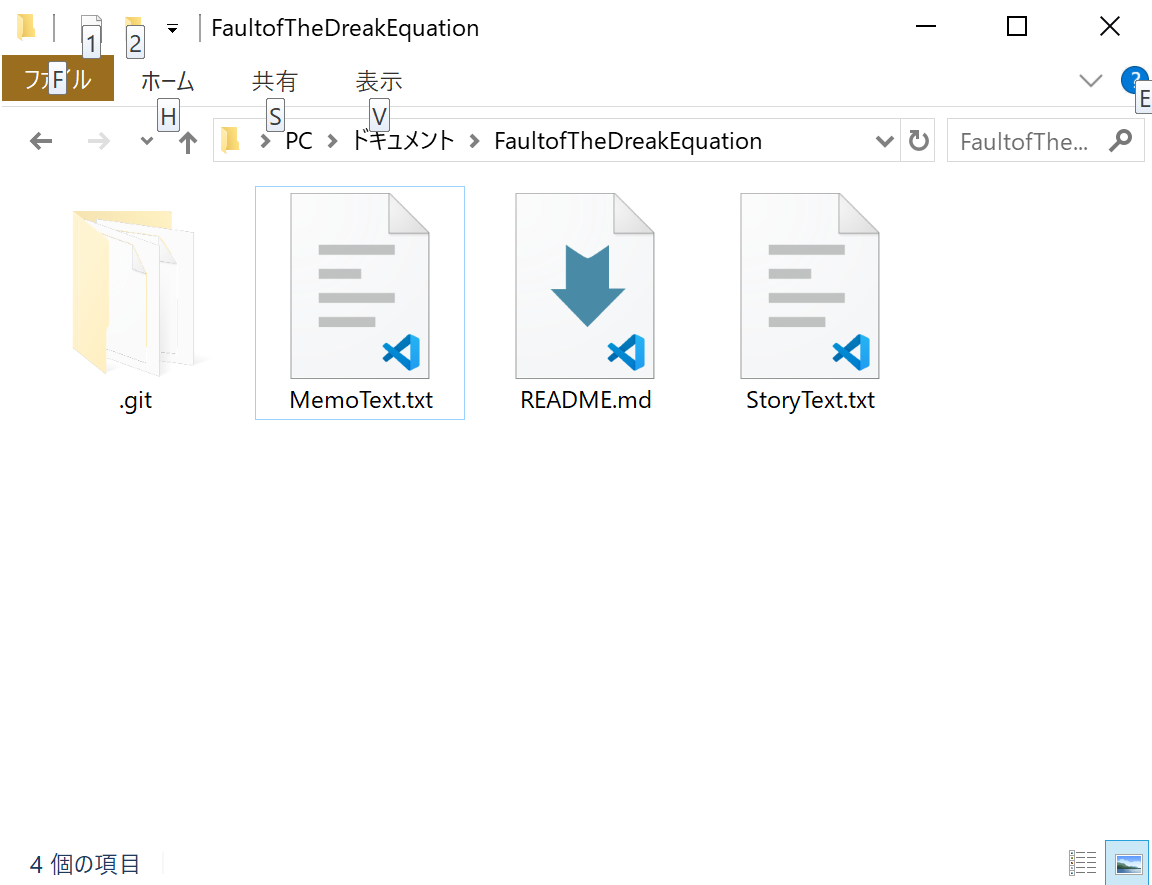 1 2 FaultofTheDreakEquation
ファイル ホーム 共有 表示 ?
F H S V E
PC ドキュメント FaultofTheDreakEquation FaultofThe...
.git MemoText.txt README.md StoryText.txt
4 個の項目